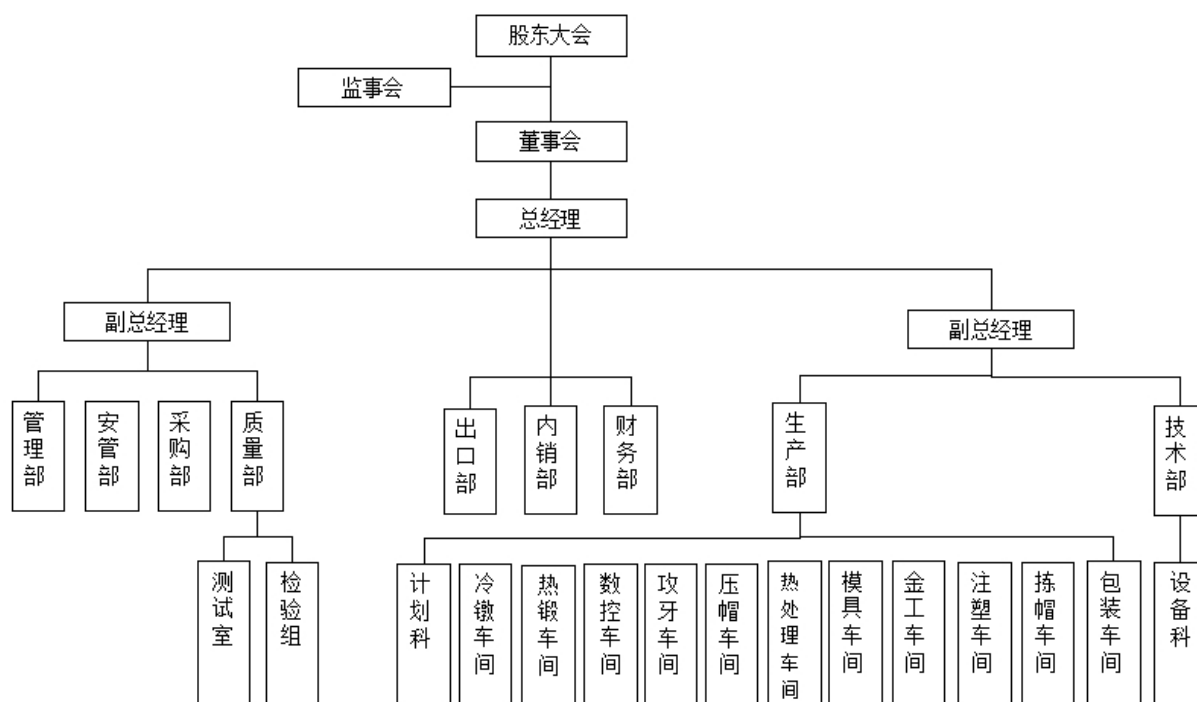 股东大会
监事会
董事会
总经理
副总经理
副总经理
管理部
安管部
采购部
质量部
出口部
内销部
财务部
生产部
技术部
测试室
检验组
计划科
冷镦车间
热锻车间
数控车间
攻牙车间
压帽车间
热处理车间
模具车间
金工车间
注塑车间
拣帽车间
包装车间
设备科